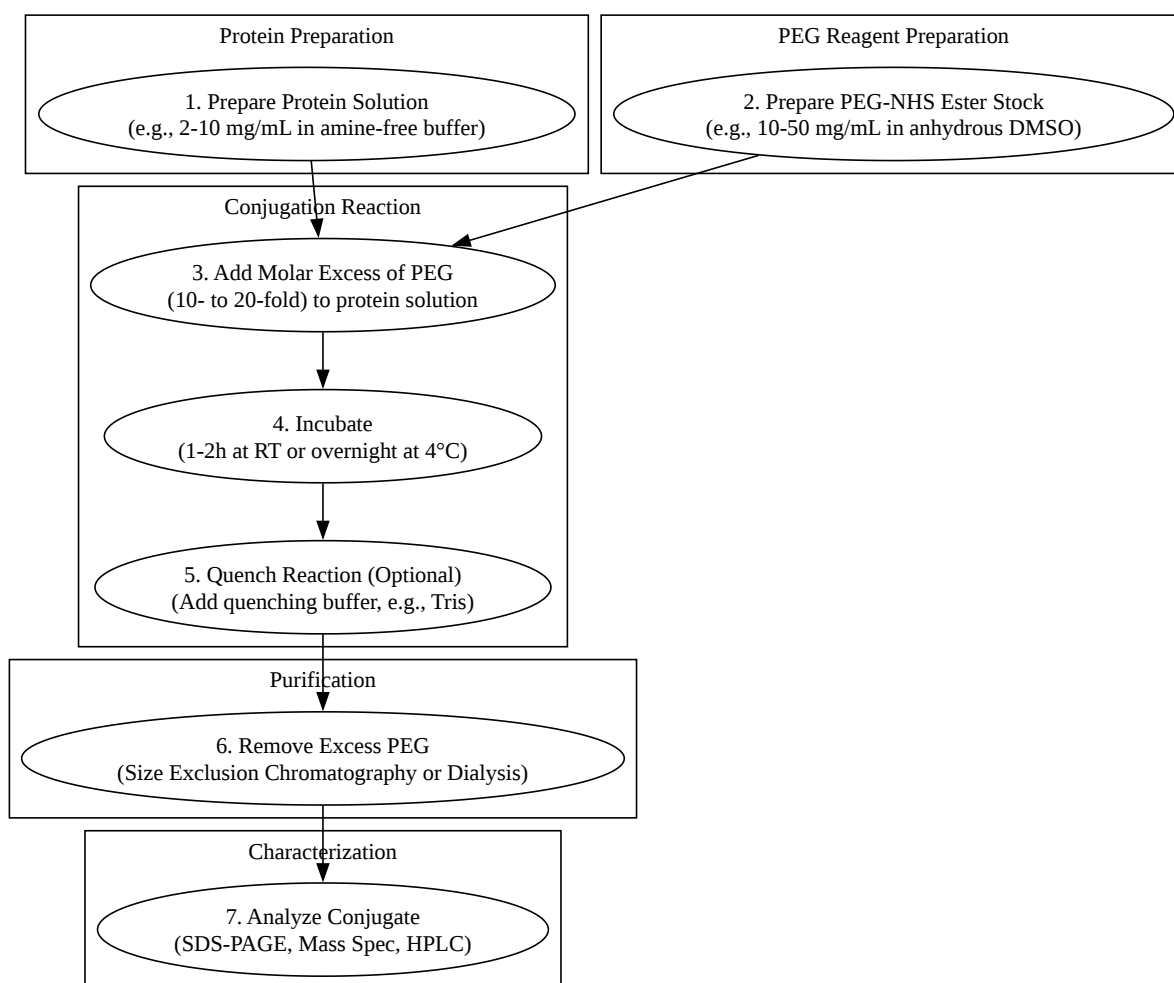 Protein Preparation
1. Prepare Protein Solution
(e.g., 2-10 mg/mL in amine-free buffer)
PEG Reagent Preparation
2. Prepare PEG-NHS Ester Stock
(e.g., 10-50 mg/mL in anhydrous DMSO)
Conjugation Reaction
3. Add Molar Excess of PEG
(10- to 20-fold) to protein solution
4. Incubate
(1-2h at RT or overnight at 4°C)
5. Quench Reaction (Optional)
(Add quenching buffer, e.g., Tris)
Purification
6. Remove Excess PEG
(Size Exclusion Chromatography or Dialysis)
Characterization
7. Analyze Conjugate
(SDS-PAGE, Mass Spec, HPLC)